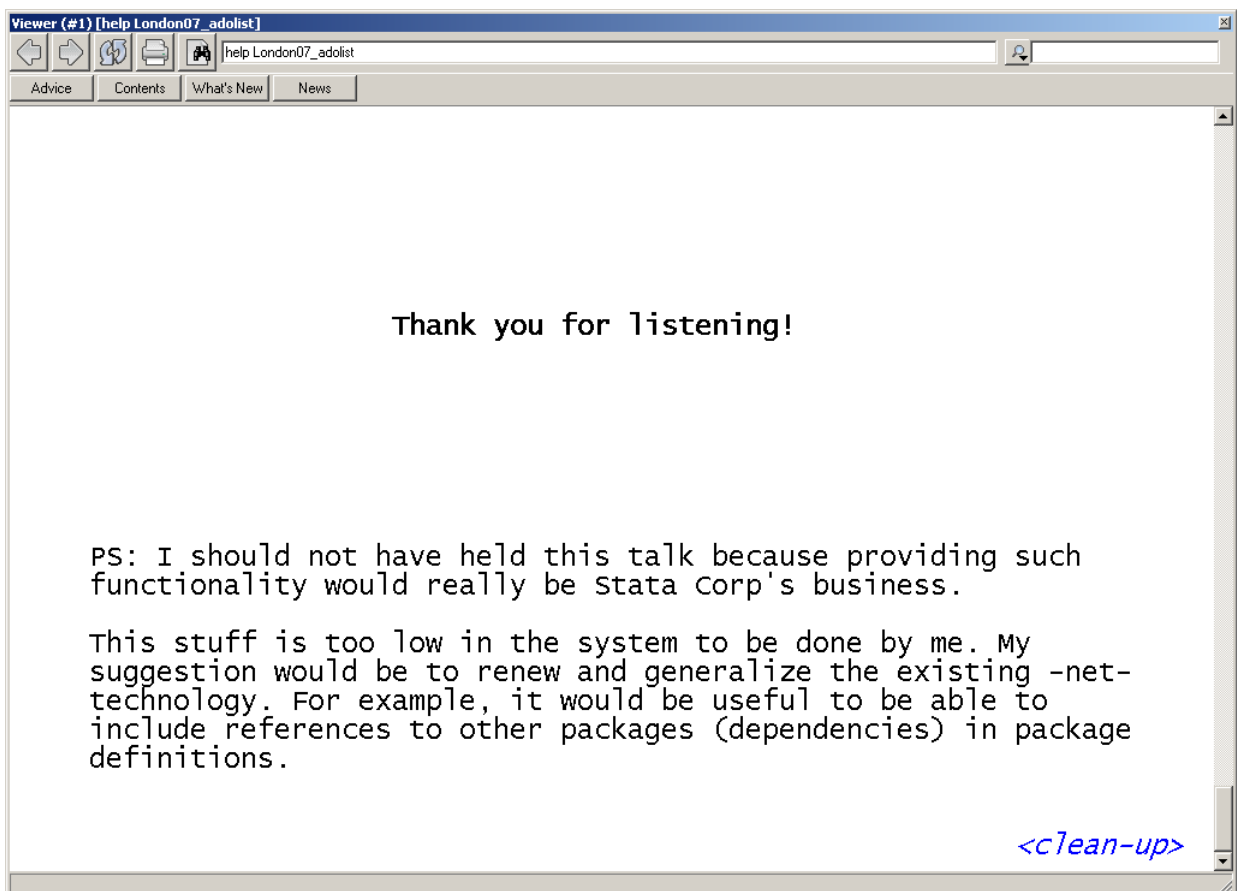 Viewer (#1) [help London07_adolist]
help London07_adolist
Advice Contents What's New News
Thank you for listening!
PS: I should not have held this talk because providing such
functionality would really be Stata Corp's business.
This stuff is too low in the system to be done by me. My
suggestion would be to renew and generalize the existing -net-
technology. For example, it would be useful to be able to
include references to other packages (dependencies) in package
definitions.
<clean-up>